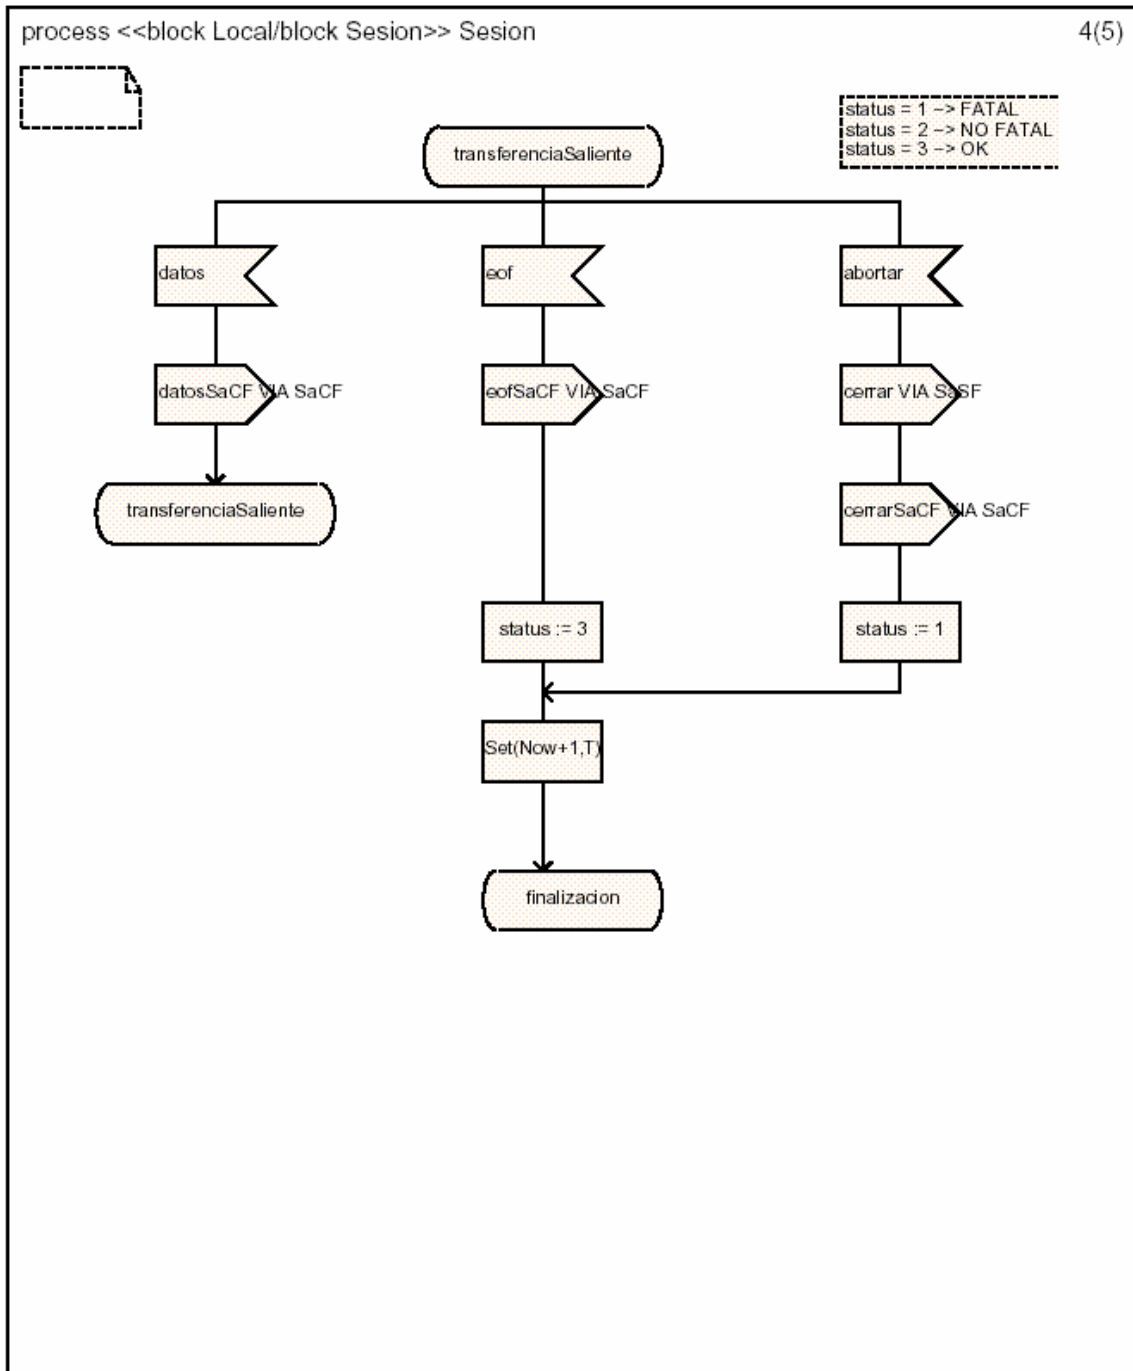 process <<block Local/block Sesion>> Sesion
4(5)
status = 1 –> FATAL
status = 2 –> NO FATAL
status = 3 –> OK
transferenciaSaliente
datos
eof
abortar
datosSaCF VIA SaCF
eofSaCF VIA SaCF
cerrar VIA SaSF
transferenciaSaliente
cerrarSaCF VIA SaCF
status := 3
status := 1
Set(Now+1,T)
finalizacion